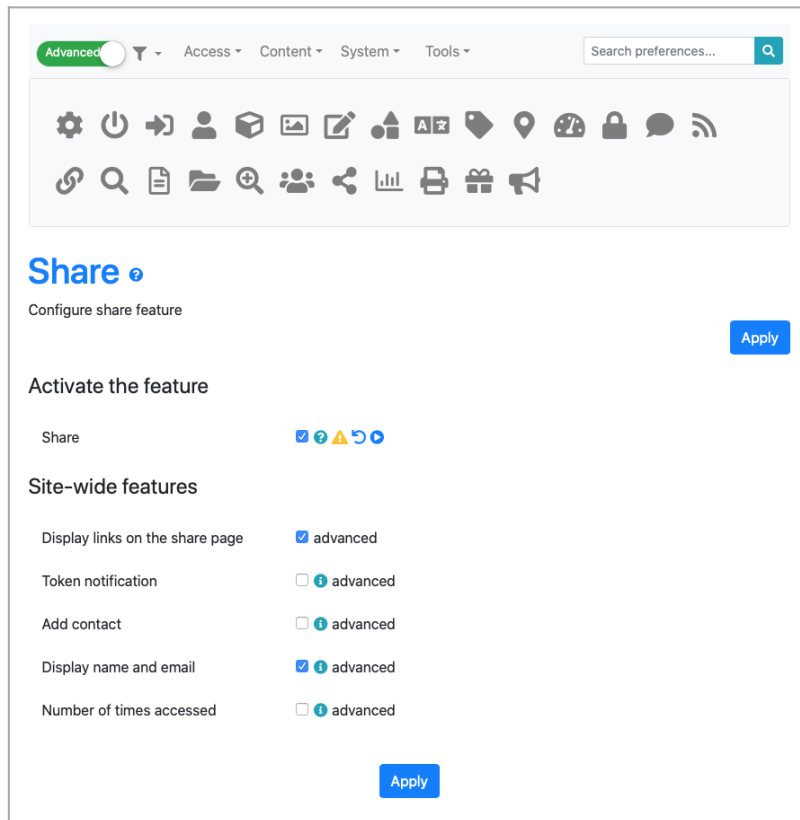 Advanced Access Content System Tools Search preferences...
Share
Configure share feature
Apply
Activate the feature
Share
Site-wide features
Display links on the share page advanced
Token notification advanced
Add contact advanced
Display name and email advanced
Number of times accessed advanced
Apply